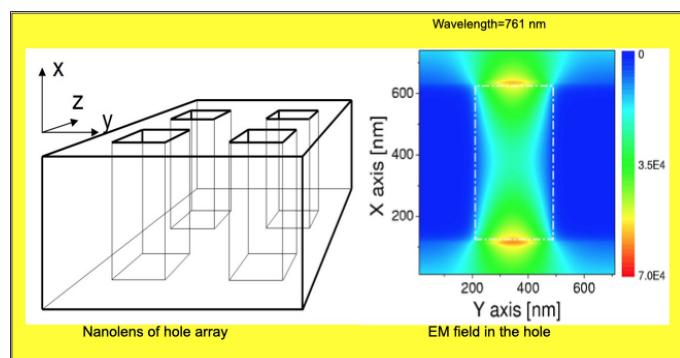 Wavelength=761 nm
X
Z
y
X axis [nm]
600
400
200
200 400 600
Y axis [nm]
0
3.5E4
7.0E4
Nanolens of hole array
EM field in the hole